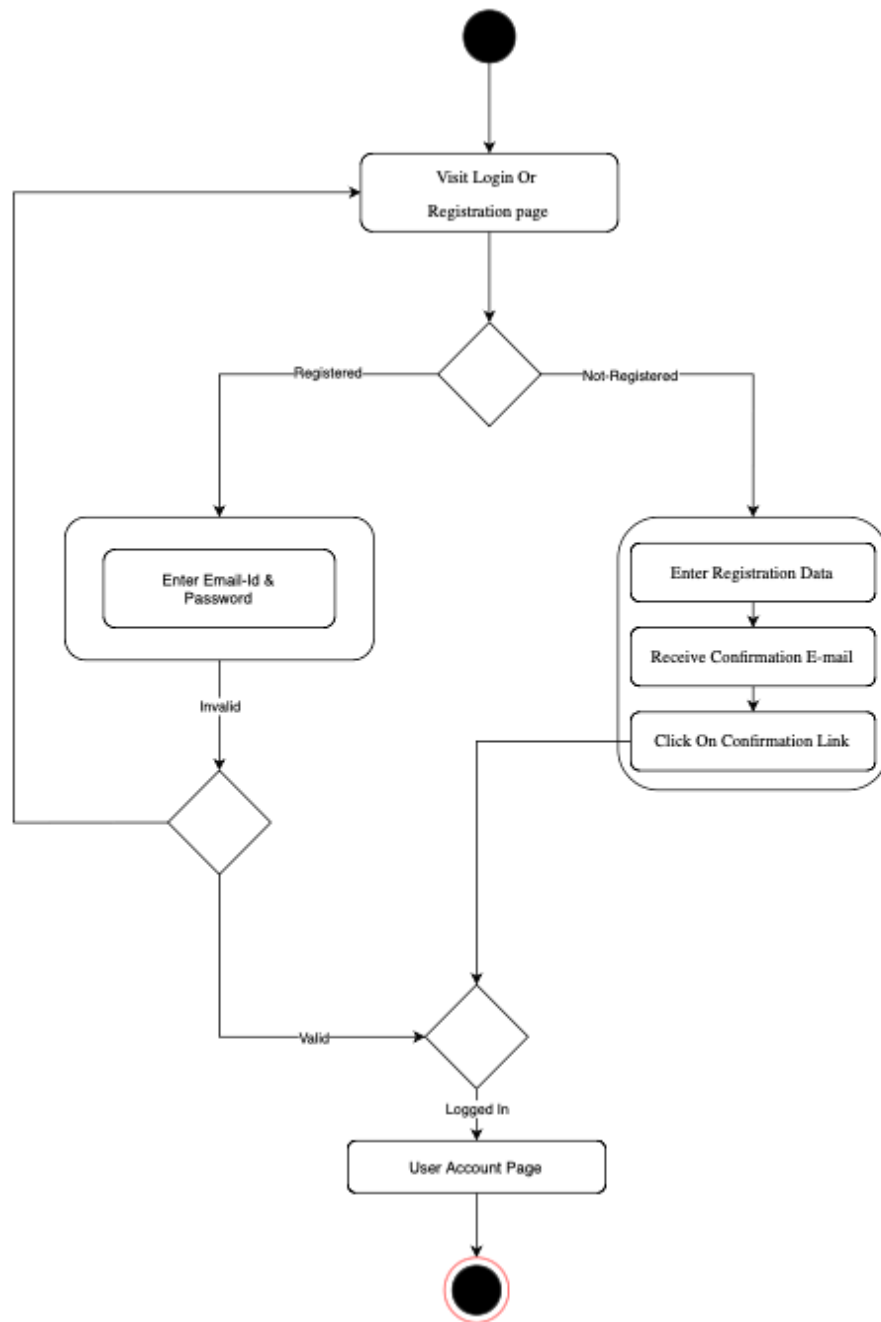 Visit Login Or
Registration page
Registered
Not-Registered
Enter Email-Id &
Password
Enter Registration Data
Receive Confirmation E-mail
Click On Confirmation Link
Invalid
Valid
Logged In
User Account Page